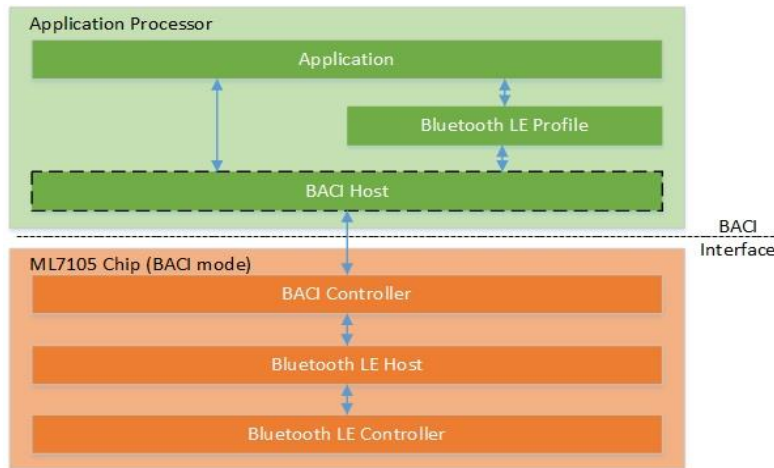 Application Processor
Application
Bluetooth LE Profile
BACI Host
BACI
Interface
ML7105 Chip (BACI mode)
BACI Controller
Bluetooth LE Host
Bluetooth LE Controller